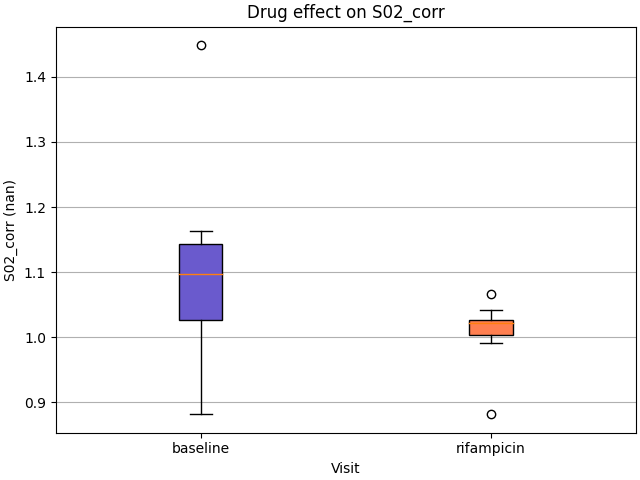 Drug effect on S02_corr
S02_corr (nan)
1.4
1.3
1.2
1.1
1.0
0.9
baseline
rifampicin
Visit